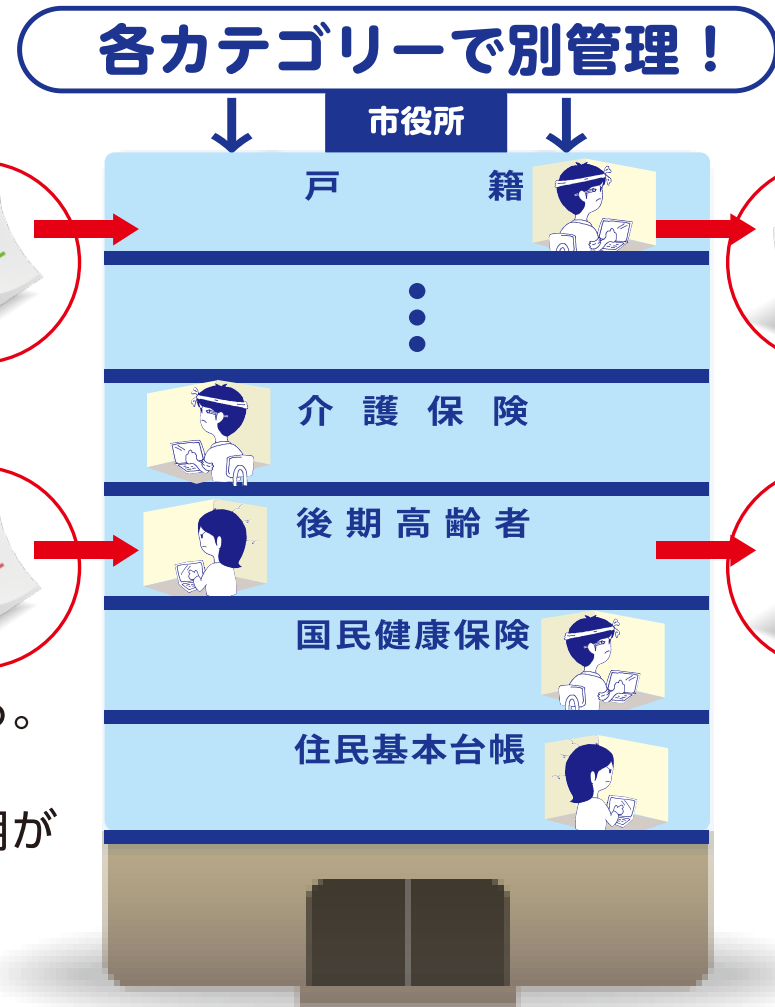 各カテゴリーで別管理！
市役所
戸籍
介護保険
後期高齢者
国民健康保険
住民基本台帳
。
が